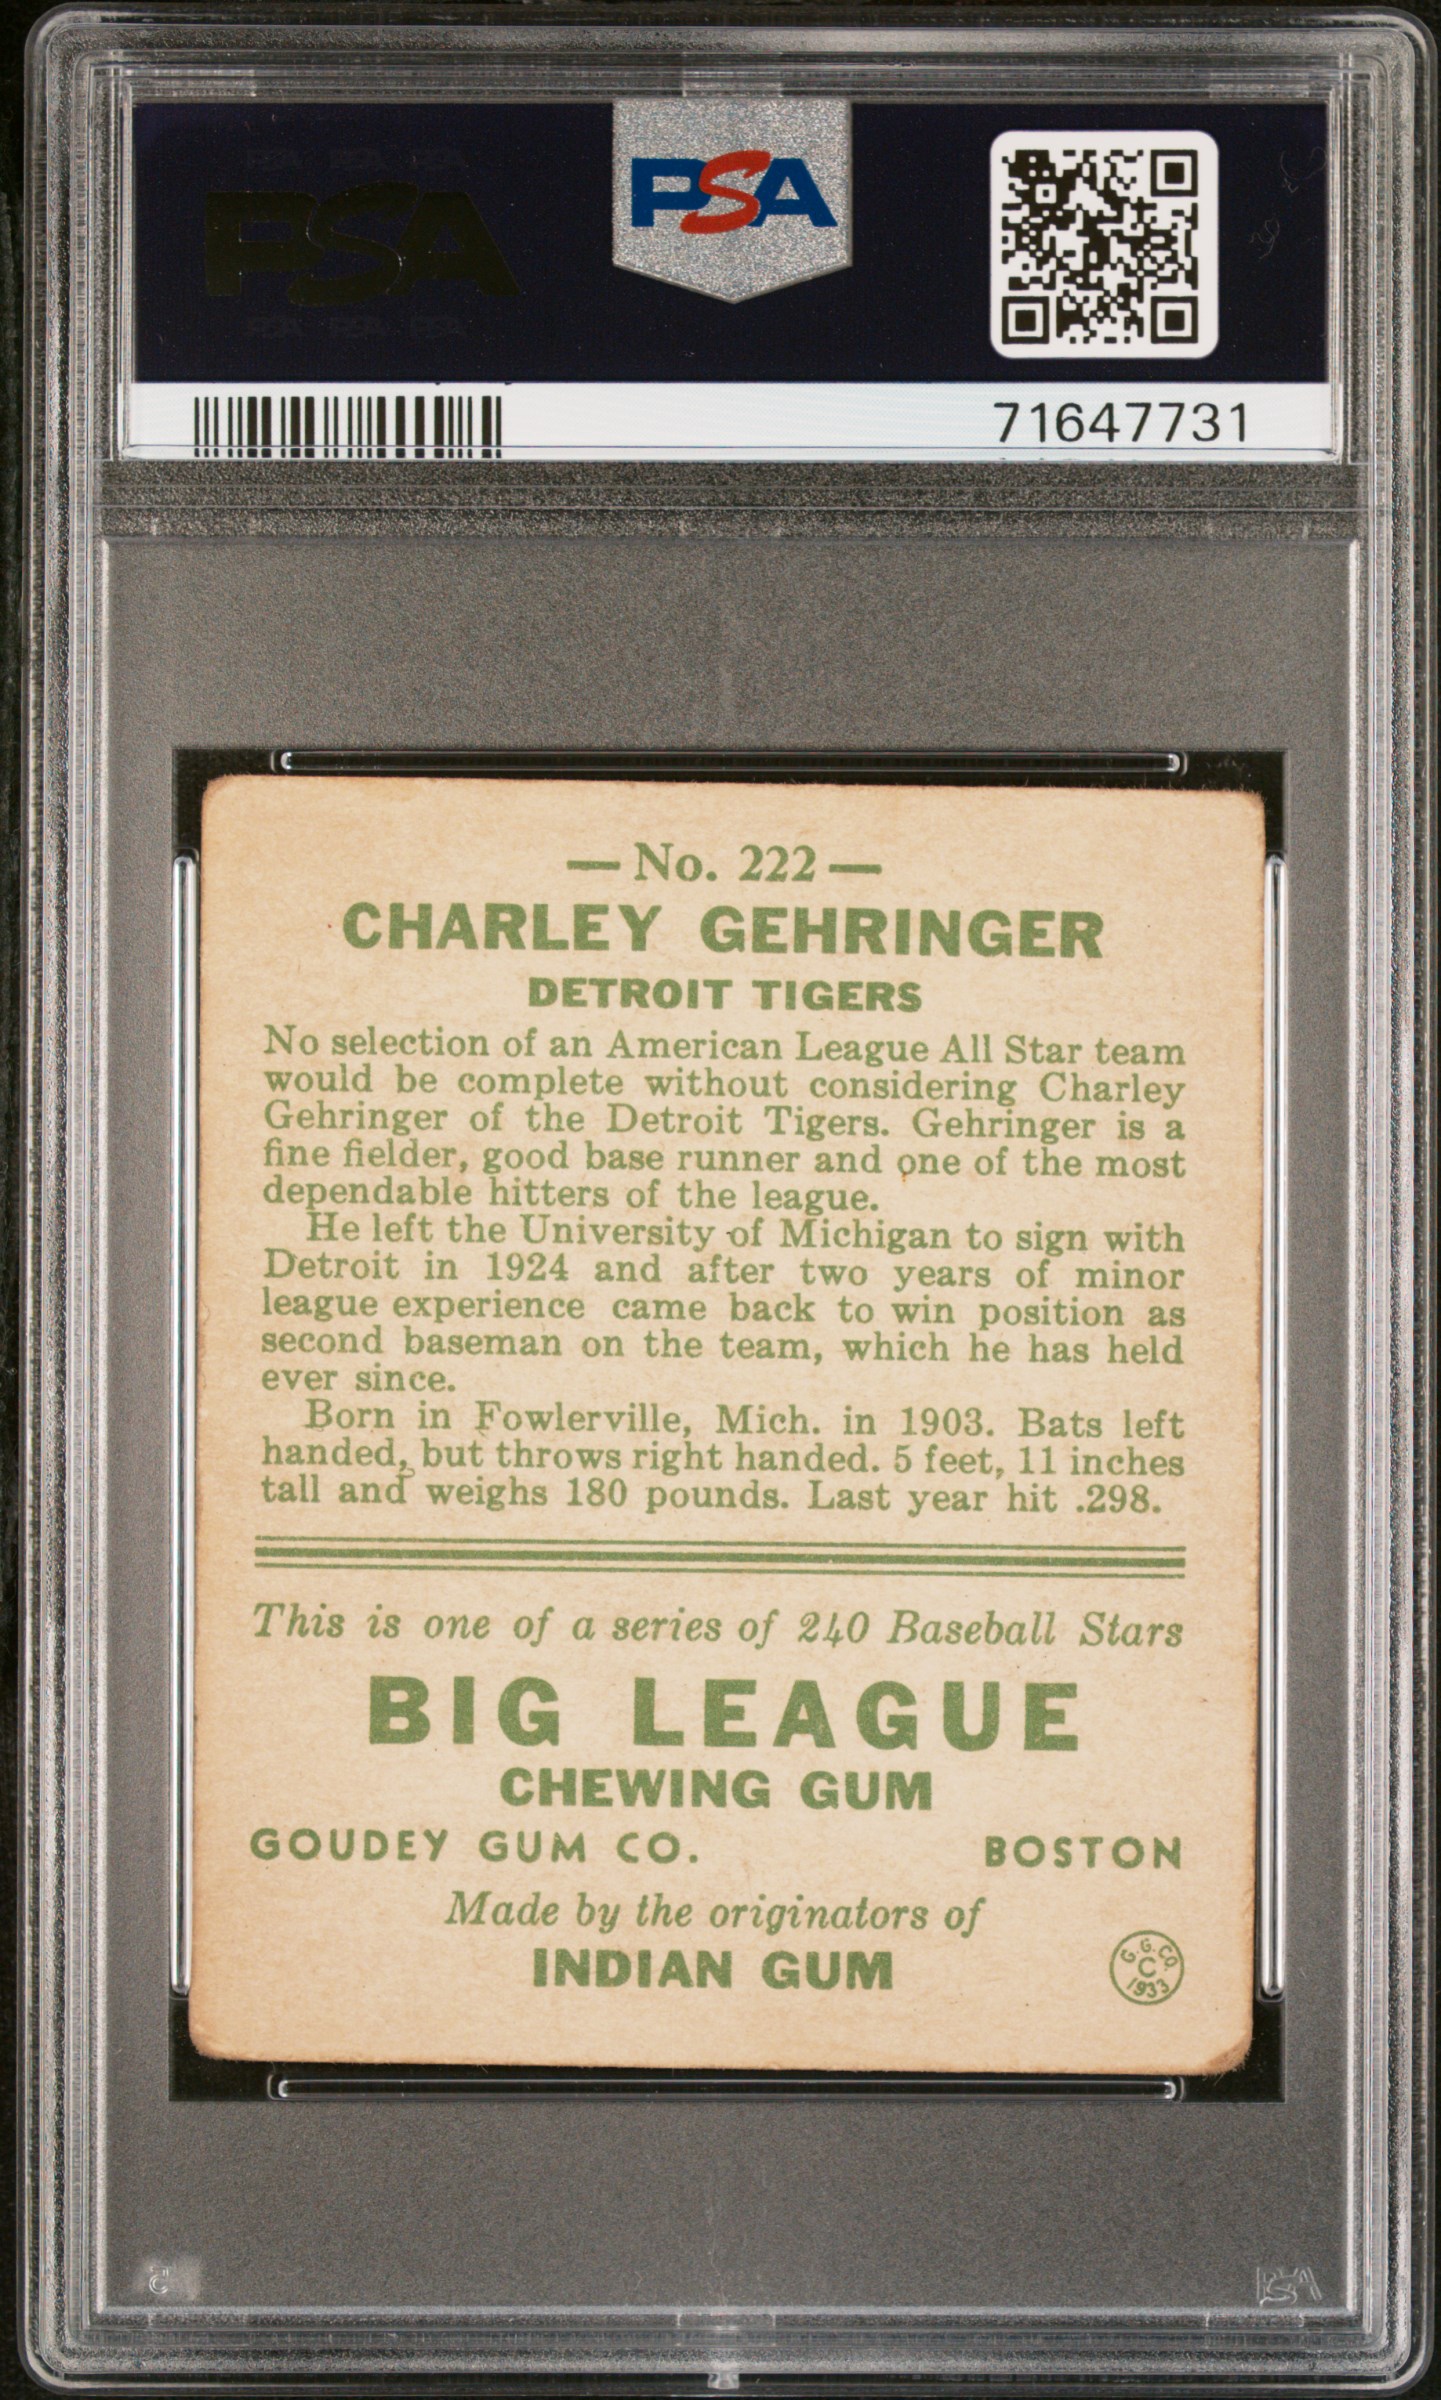 PSA
PSA
71647731
— No. 222 —
CHARLEY GEHRINGER
DETROIT TIGERS
No selection of an American League All Star team
would be complete without considering Charley
Gehringer of the Detroit Tigers. Gehringer is a
fine fielder, good base runner and one of the most
dependable hitters of the league.
He left the University of Michigan to sign with
Detroit in 1924 and after two years of minor
league experience came back to win position as
second baseman on the team, which he has held
ever since.
Born in Fowlerville, Mich. in 1903. Bats left
handed, but throws right handed. 5 feet, 11 inches
tall and weighs 180 pounds. Last year hit .298.
This is one of a series of 240 Baseball Stars
BIG LEAGUE
CHEWING GUM
GOUDEY GUM CO. BOSTON
Made by the originators of
INDIAN GUM
G. G. CO.
C
1933
PSA